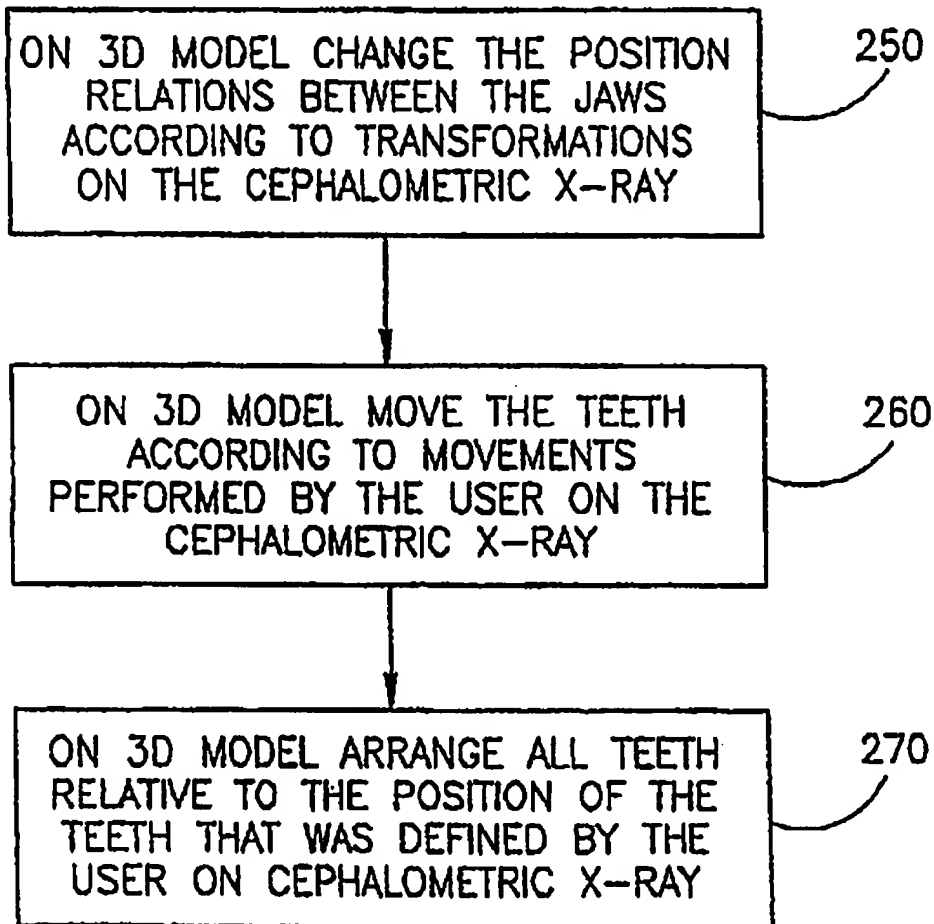 ON 3D MODEL CHANGE THE POSITION
RELATIONS BETWEEN THE JAWS
ACCORDING TO TRANSFORMATIONS
ON THE CEPHALOMETRIC X-RAY
250
ON 3D MODEL MOVE THE TEETH
ACCORDING TO MOVEMENTS
PERFORMED BY THE USER ON THE
CEPHALOMETRIC X-RAY
260
ON 3D MODEL ARRANGE ALL TEETH
RELATIVE TO THE POSITION OF THE
TEETH THAT WAS DEFINED BY THE
USER ON CEPHALOMETRIC X-RAY
270